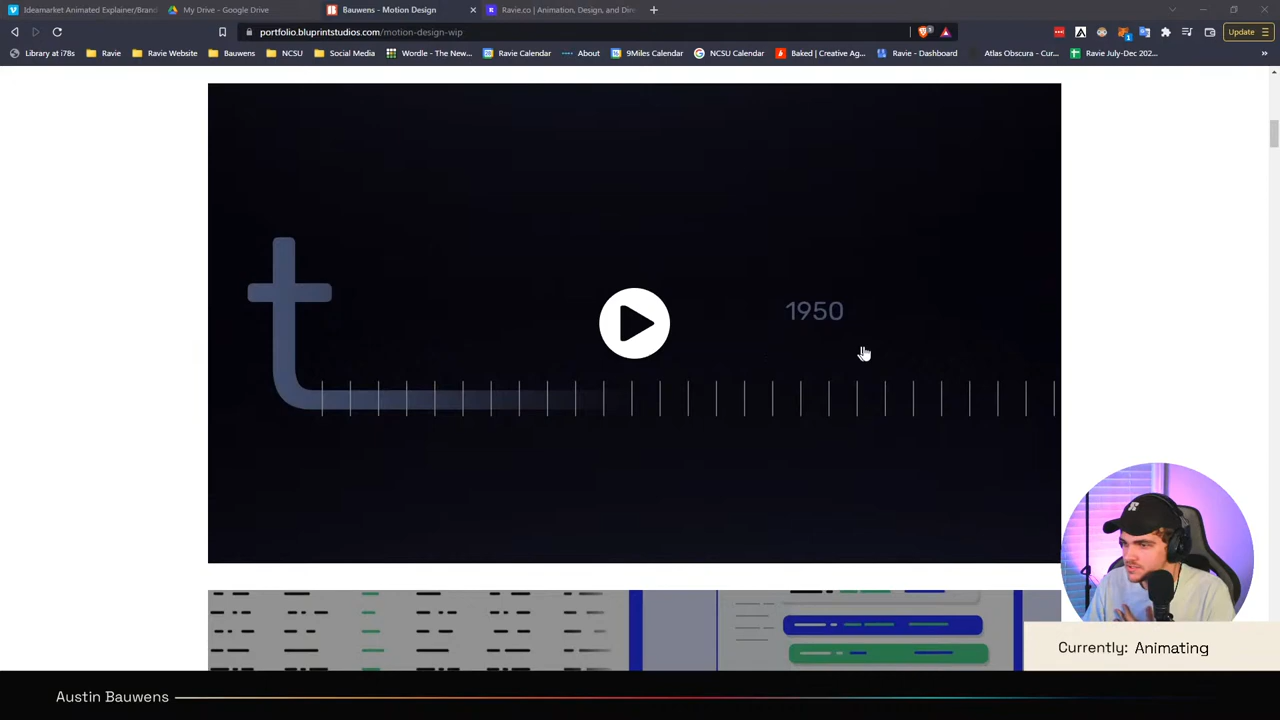 Ideamarket Animated Explainer/Brand
My Drive - Google Drive
Bauwens - Motion Design
Ravie.co | Animation, Design, and Dire
portfolio.bluprintstudios.com/motion-design-wip
Update
Library at i78s
Ravie
Ravie Website
Bauwens
NCSU
Social Media
Wordle - The New...
Ravie Calendar
About
9Miles Calendar
NCSU Calendar
Baked | Creative Ag...
Ravie - Dashboard
Atlas Obscura - Cur...
Ravie July-Dec 202...
t
1950
Currently: Animating
Austin Bauwens